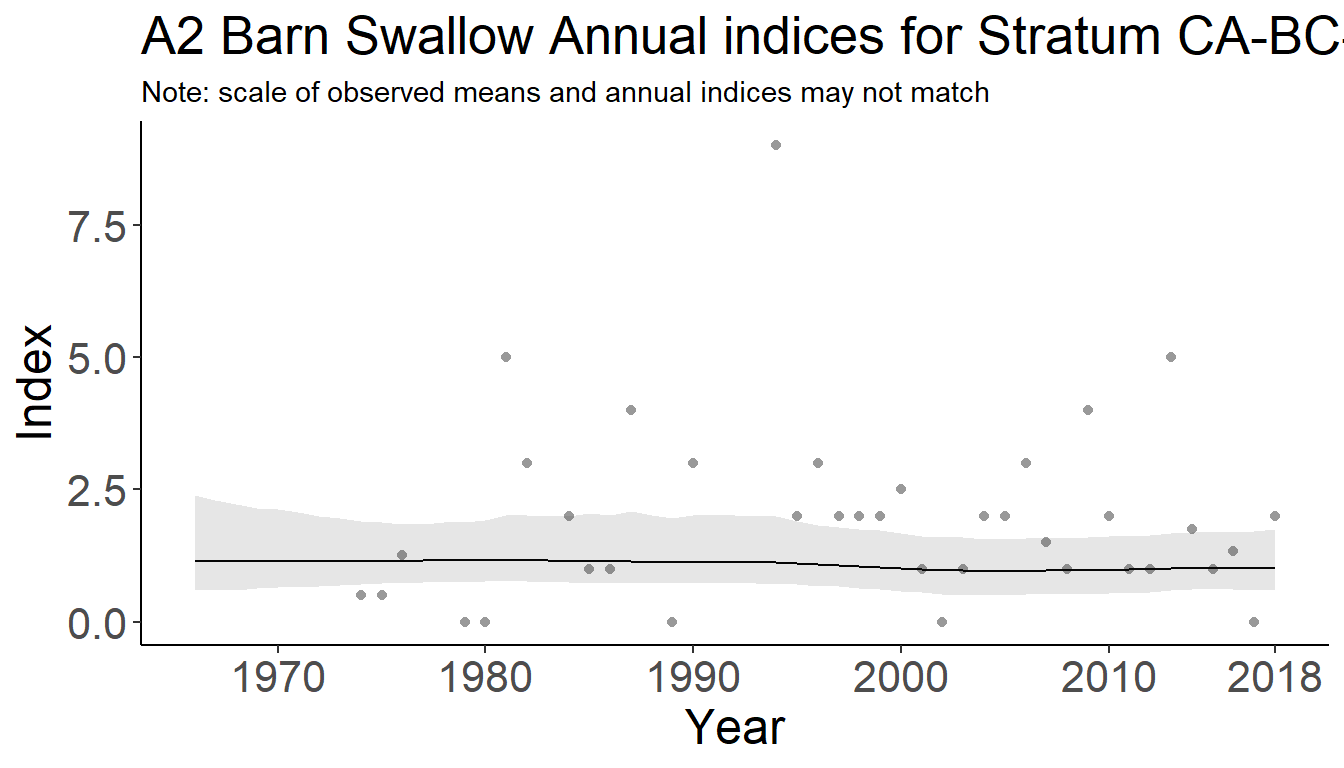 A2 Barn Swallow Annual indices for Stratum CA-BC-
Note: scale of observed means and annual indices may not match
7.5
5.0
2.5
0.0
Index
1970 1980 1990 2000 2010 2018
Year